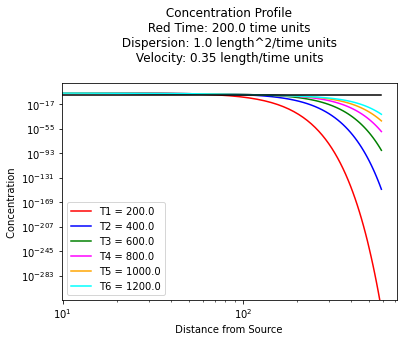 Concentration Profile
Red Time: 200.0 time units
Dispersion: 1.0 length^2/time units
Velocity: 0.35 length/time units
Concentration
10^-17
10^-55
10^-93
10^-131
10^-169
10^-207
10^-245
10^-283
T1 = 200.0
T2 = 400.0
T3 = 600.0
T4 = 800.0
T5 = 1000.0
T6 = 1200.0
10^1
10^2
Distance from Source